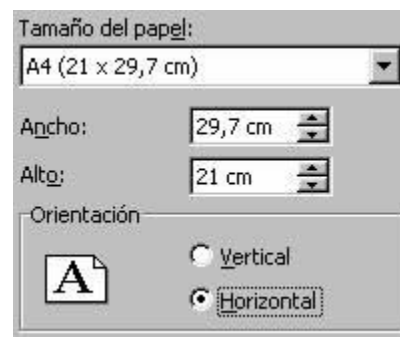 Tamaño del papel:
A4 (21 x 29,7 cm)
Ancho: 29,7 cm
Alto: 21 cm
Orientación
A
Vertical
Horizontal